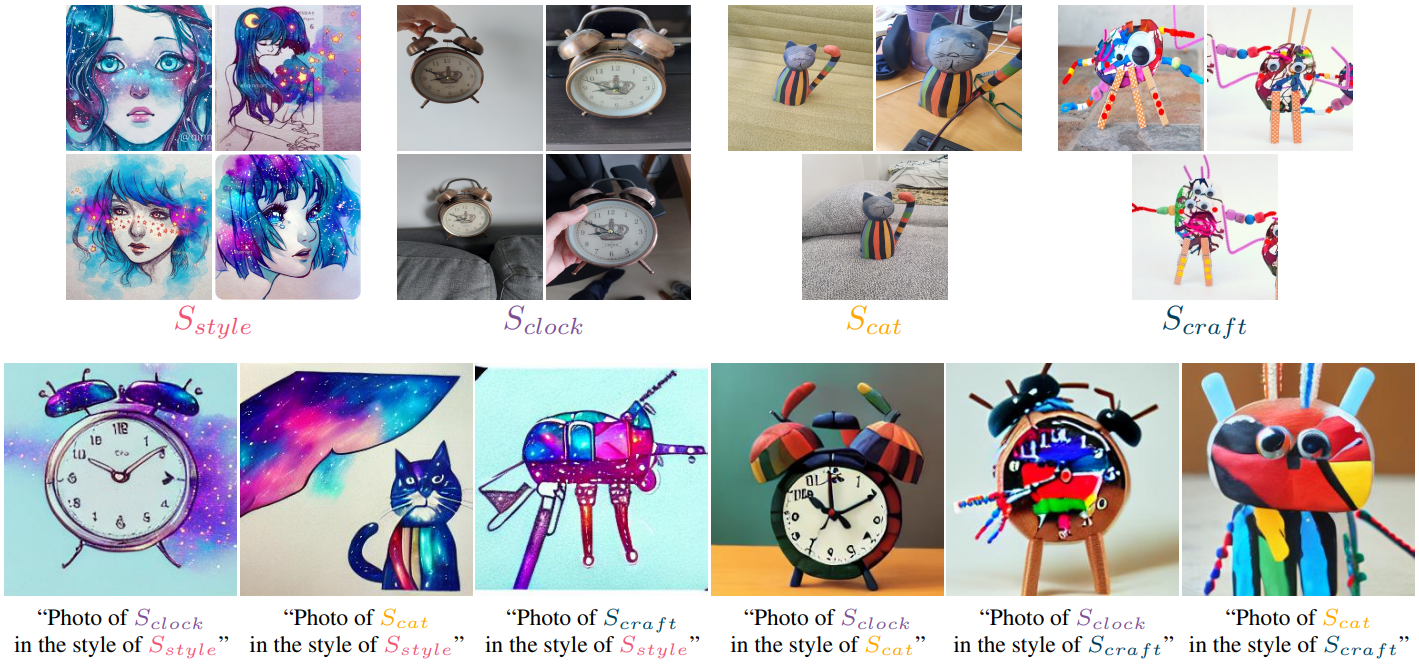 @qinn
S_style
S_clock
S_cat
S_craft
“Photo of S_clock
in the style of S_style”
“Photo of S_cat
in the style of S_style”
“Photo of S_craft
in the style of S_style”
“Photo of S_clock
in the style of S_cat”
“Photo of S_clock
in the style of S_craft”
“Photo of S_cat
in the style of S_craft”